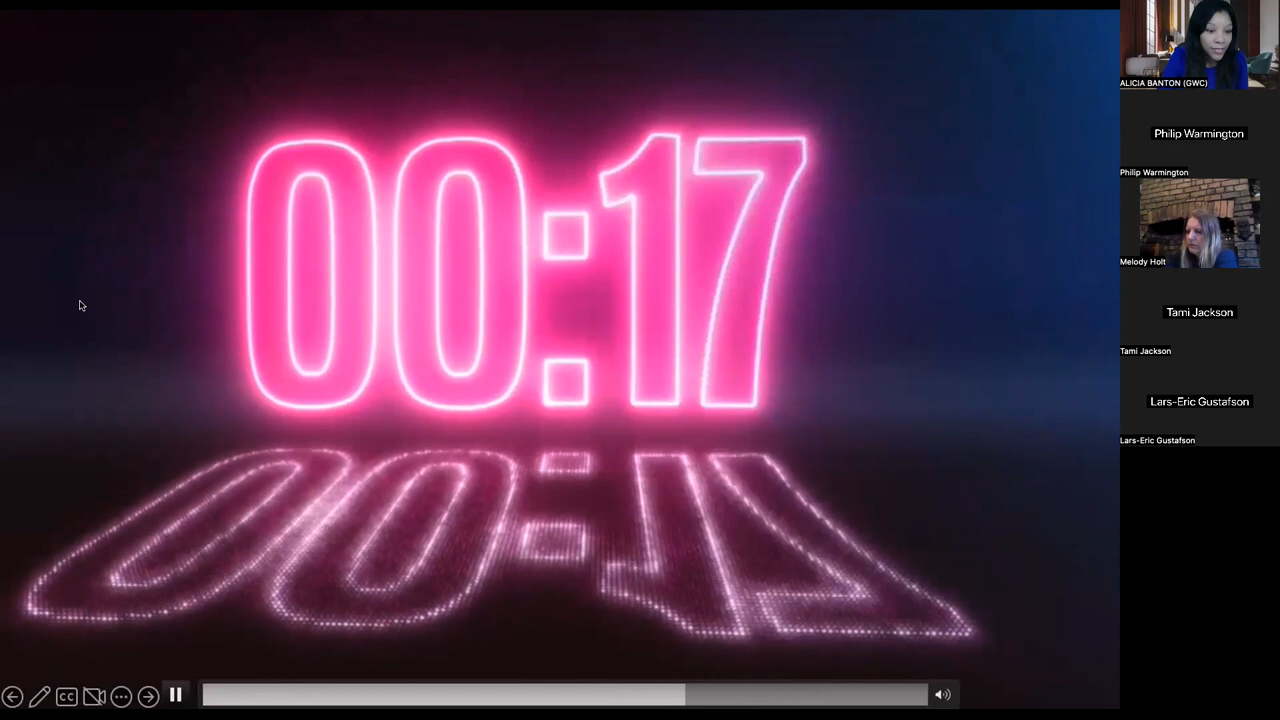 00:17
CC
ALICIA BANTON (GWC)
Philip Warmington
Philip Warmington
Melody Holt
Tami Jackson
Tami Jackson
Lars-Eric Gustafson
Lars-Eric Gustafson